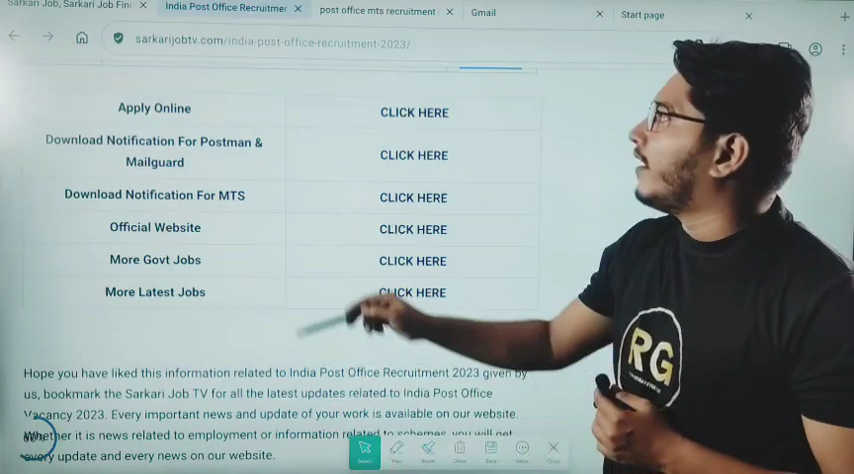 Sarkari Job, Sarkari Job Fin
India Post Office Recruitmen
post office mts recruitment
Gmail
Start page
sarkarijobtv.com/india-post-office-recruitment-2023/
Apply Online
CLICK HERE
Download Notification For Postman &
Mailguard
CLICK HERE
Download Notification For MTS
CLICK HERE
Official Website
CLICK HERE
More Govt Jobs
CLICK HERE
More Latest Jobs
CLICK HERE
RG
Hope you have liked this information related to India Post Office Recruitment 2023 given by
us, bookmark the Sarkari Job TV for all the latest updates related to India Post Office
Vacancy 2023. Every important news and update of your work is available on our website.
Whether it is news related to employment or information related to schemes, you will get
every update and every news on our website.
Select
Pen
Close